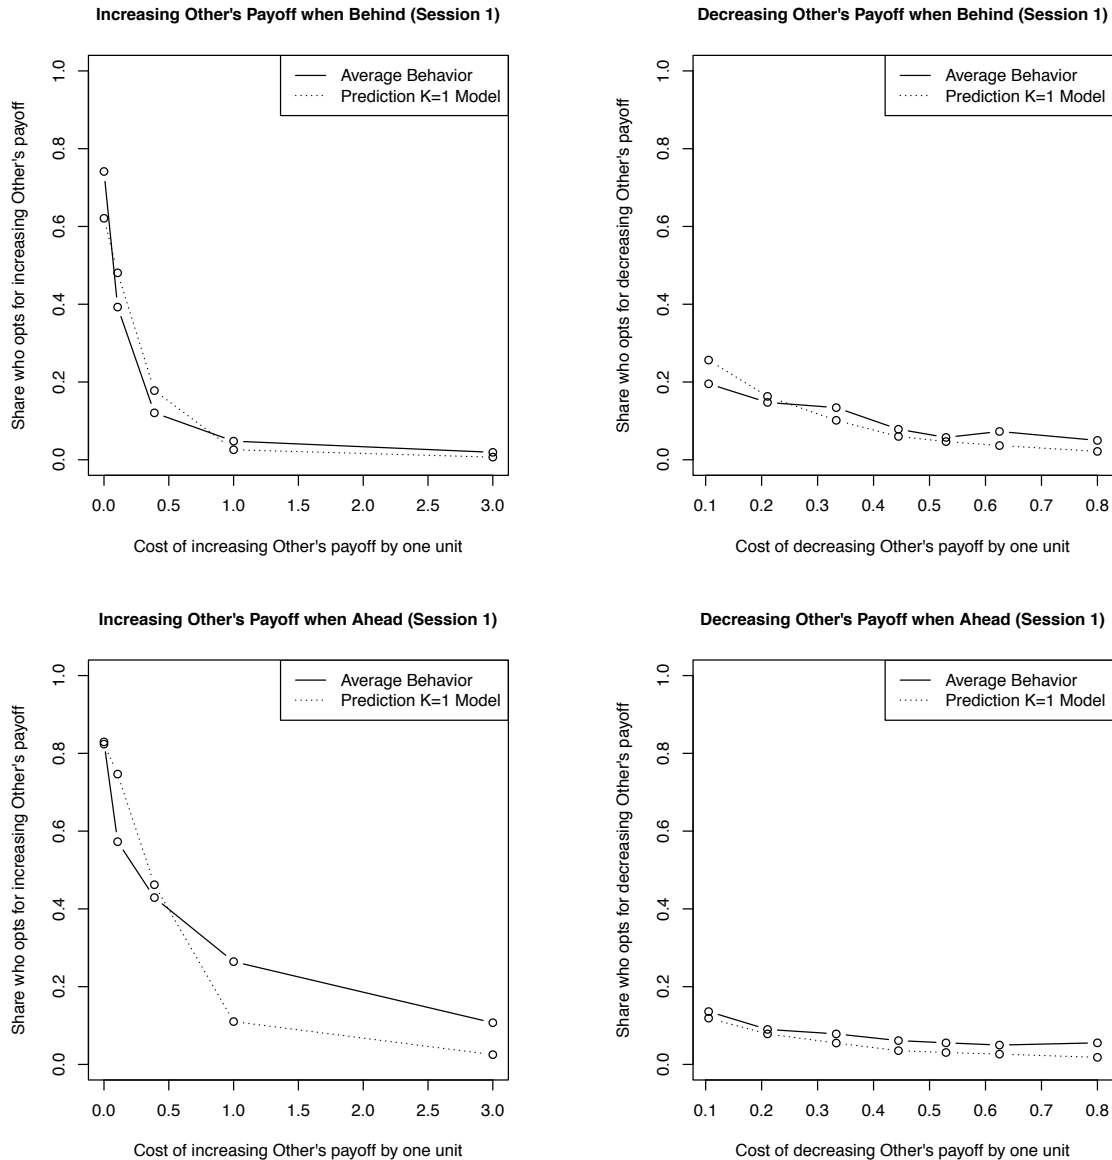 Increasing Other's Payoff when Behind (Session 1)
Average Behavior
Prediction K=1 Model
Share who opts for increasing Other's payoff
1.0
0.8
0.6
0.4
0.2
0.0
0.0 0.5 1.0 1.5 2.0 2.5 3.0
Cost of increasing Other's payoff by one unit
Decreasing Other's Payoff when Behind (Session 1)
Average Behavior
Prediction K=1 Model
Share who opts for decreasing Other's payoff
1.0
0.8
0.6
0.4
0.2
0.0
0.1 0.2 0.3 0.4 0.5 0.6 0.7 0.8
Cost of decreasing Other's payoff by one unit
Increasing Other's Payoff when Ahead (Session 1)
Average Behavior
Prediction K=1 Model
Share who opts for increasing Other's payoff
1.0
0.8
0.6
0.4
0.2
0.0
0.0 0.5 1.0 1.5 2.0 2.5 3.0
Cost of increasing Other's payoff by one unit
Decreasing Other's Payoff when Ahead (Session 1)
Average Behavior
Prediction K=1 Model
Share who opts for decreasing Other's payoff
1.0
0.8
0.6
0.4
0.2
0.0
0.1 0.2 0.3 0.4 0.5 0.6 0.7 0.8
Cost of decreasing Other's payoff by one unit